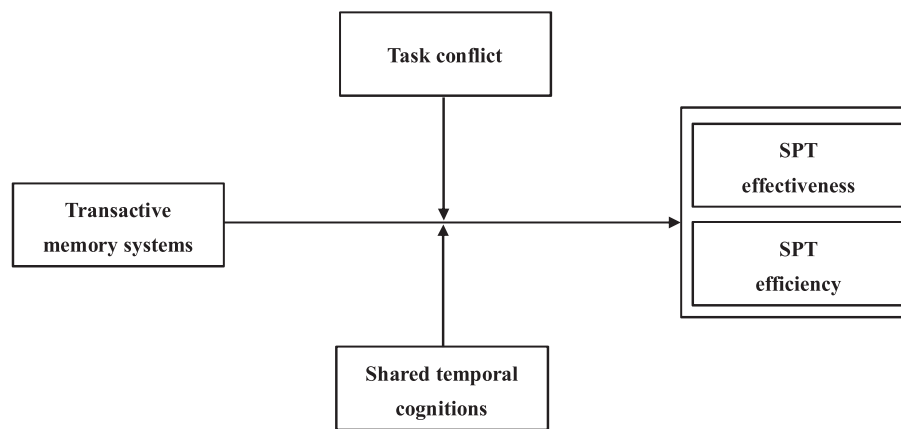 Task conflict
SPT
effectiveness
Transactive
memory systems
SPT
efficiency
Shared temporal
cognitions